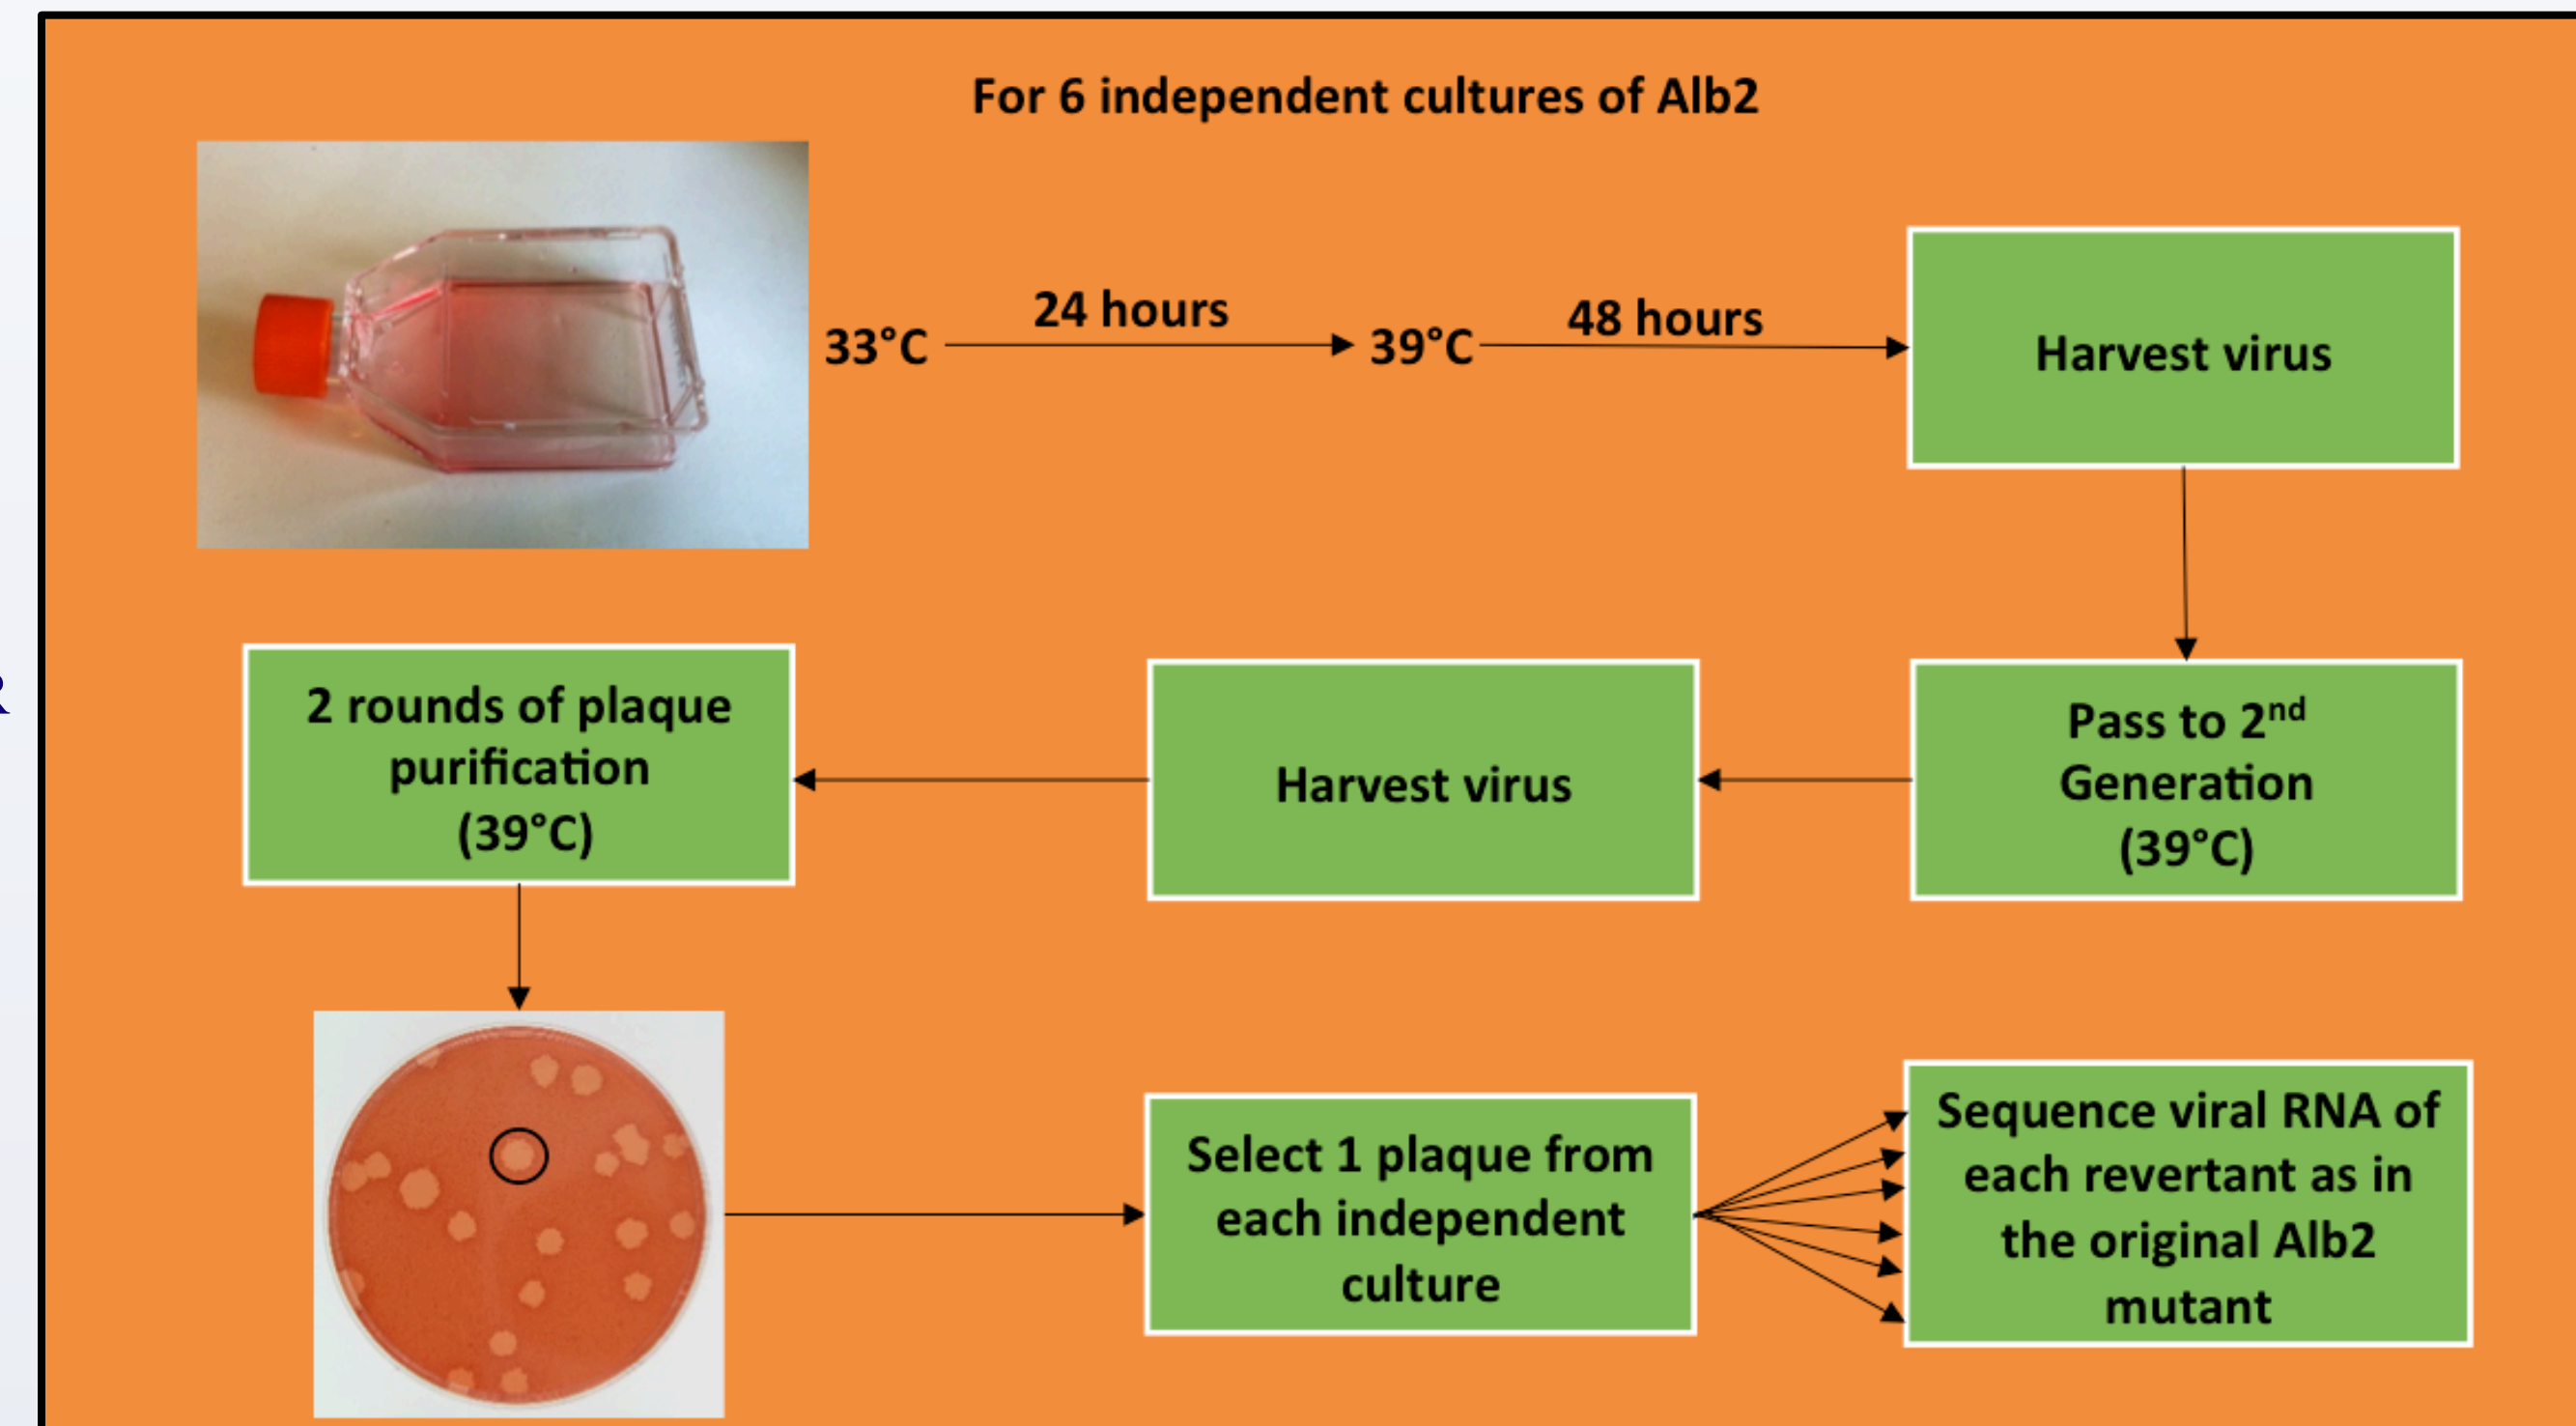 For 6 independent cultures of Alb2
33°C
24 hours
39°C
48 hours
Harvest virus
Pass to 2nd
Generation
(39°C)
Harvest virus
2 rounds of plaque
purification
(39°C)
R
Select 1 plaque from
each independent
culture
Sequence viral RNA of
each revertant as in
the original Alb2
mutant